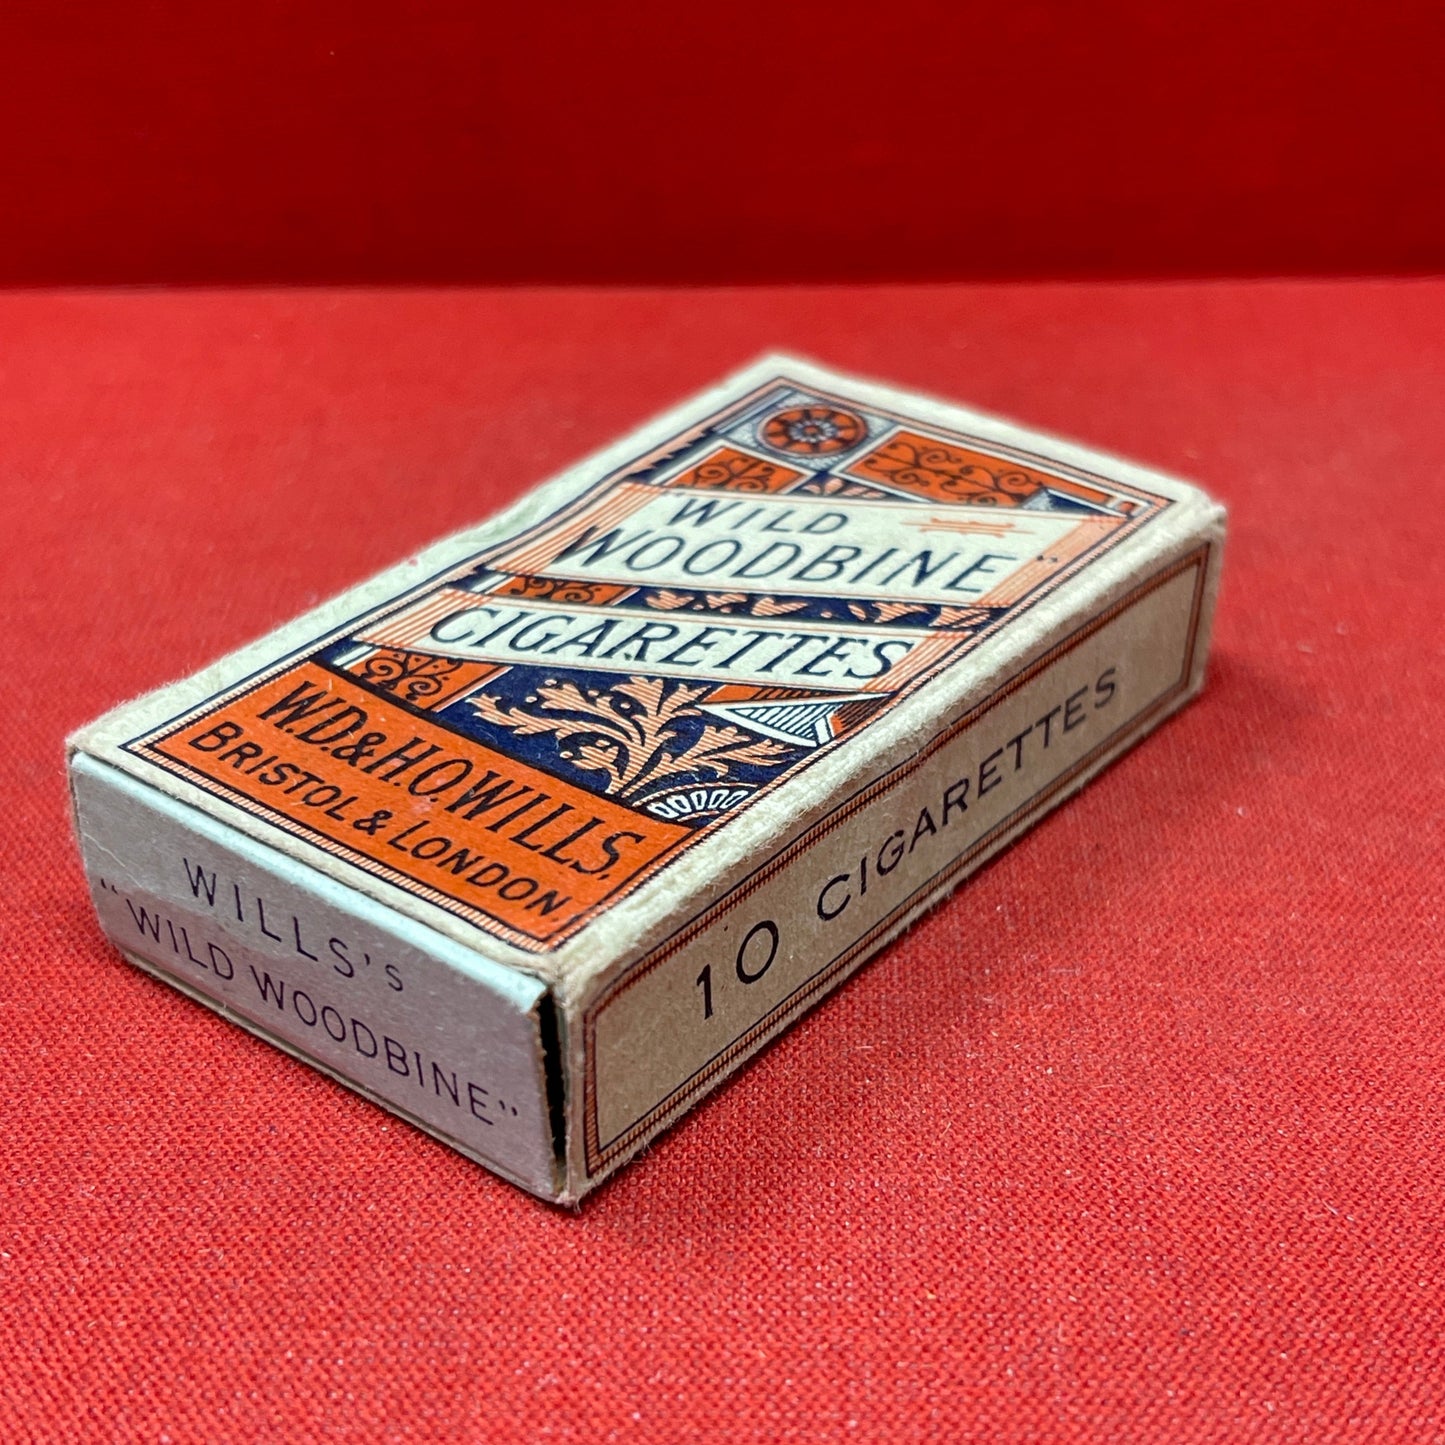 "WILD
WOODBINE"
CIGARETTES
W.D. & H.O. WILLS.
BRISTOL & LONDON.
WILLS's
"WILD WOODBINE"
10 CIGARETTES